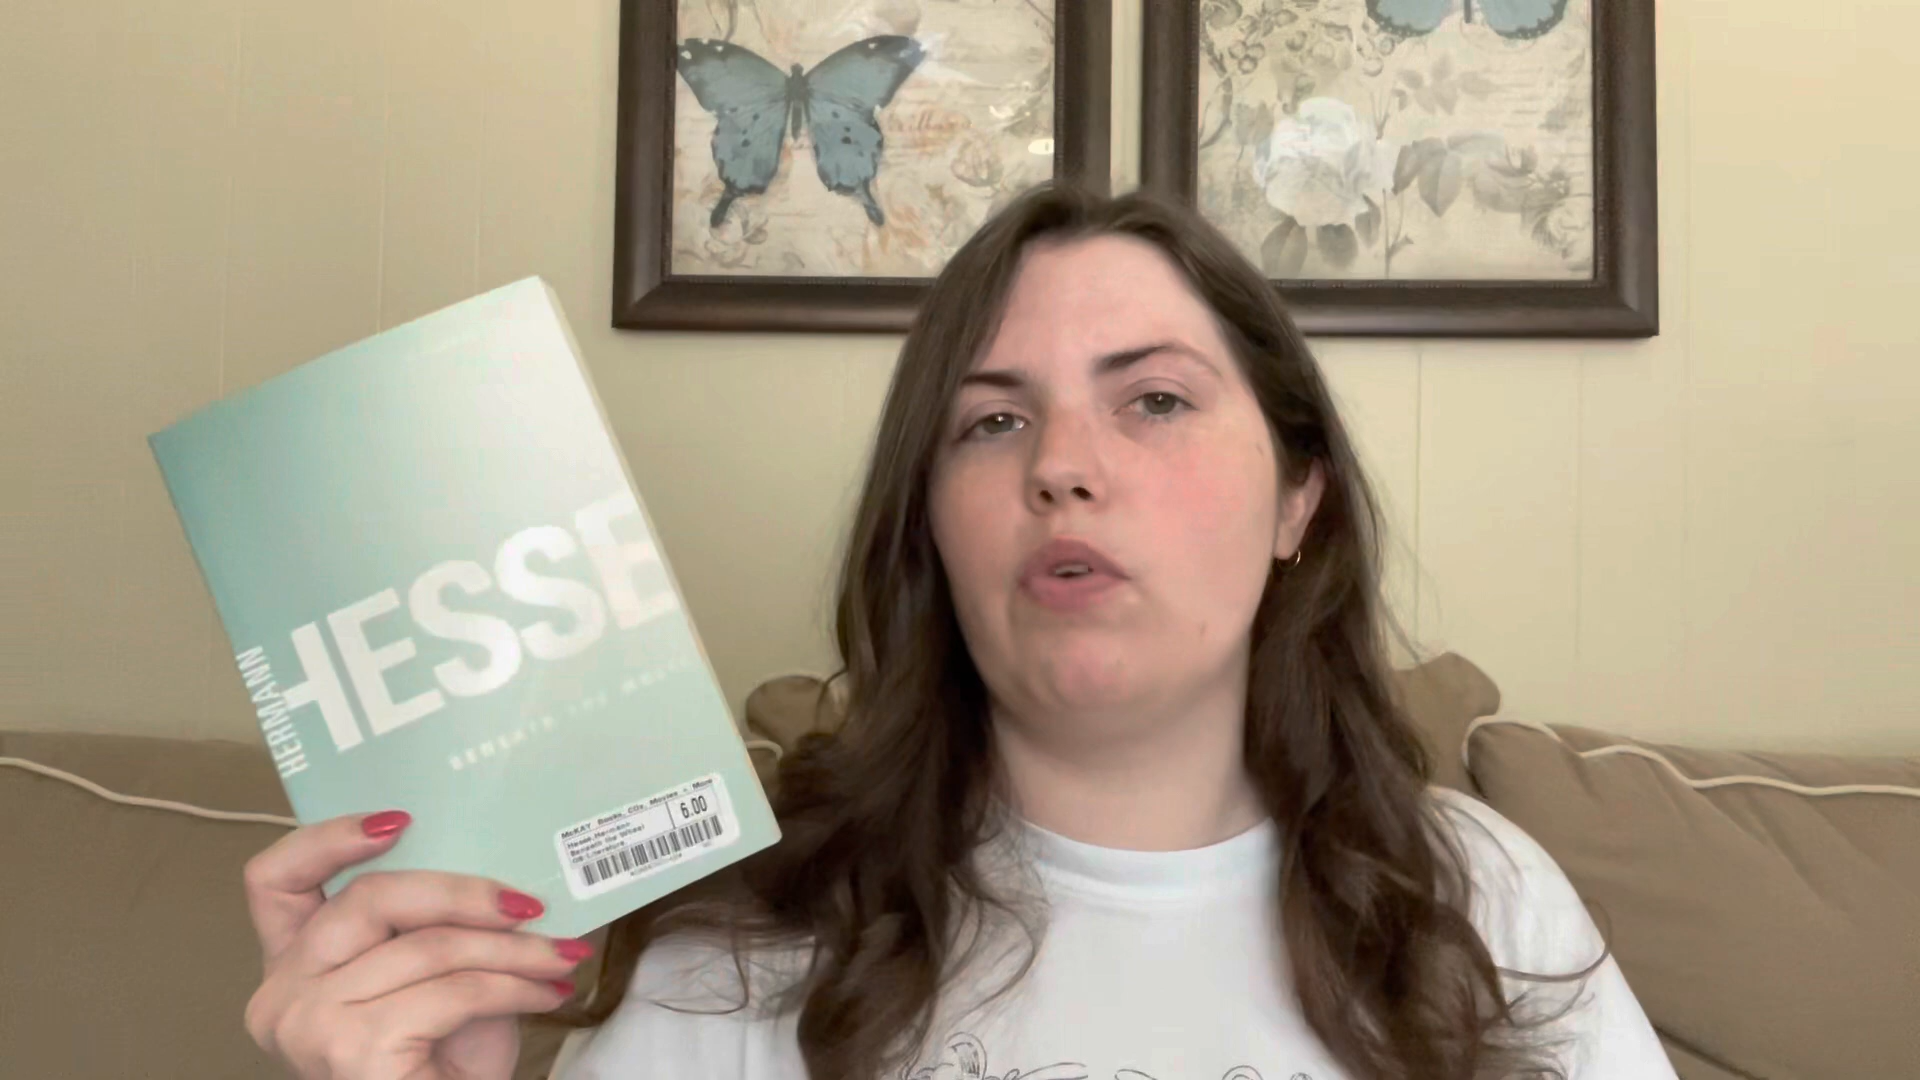 HERMANN
HESSE
BENEATH THE WHEEL
McKAY Books, CDs, Movies & More
6.00
Hesse, Hermann
Beneath the Wheel
Literature